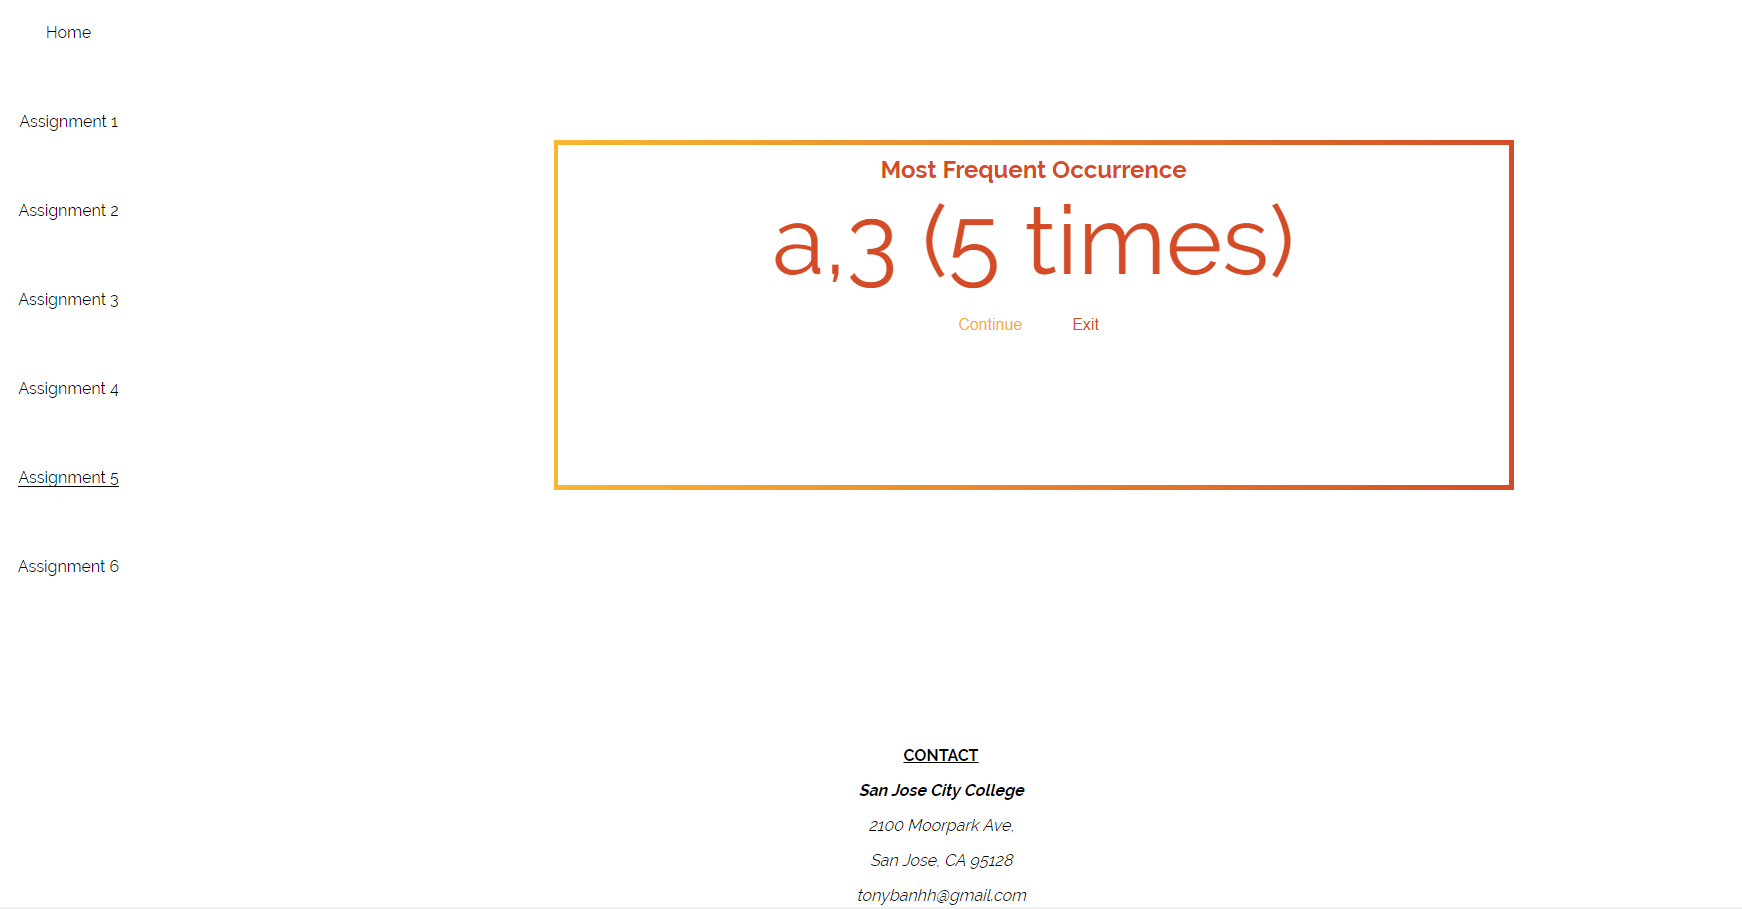 Home
Assignment 1
Assignment 2
Assignment 3
Assignment 4
Assignment 5
Assignment 6
Most Frequent Occurrence
a,3 (5 times)
Continue Exit
CONTACT
San Jose City College
2100 Moorpark Ave,
San Jose, CA 95128
tonybanhh@gmail.com